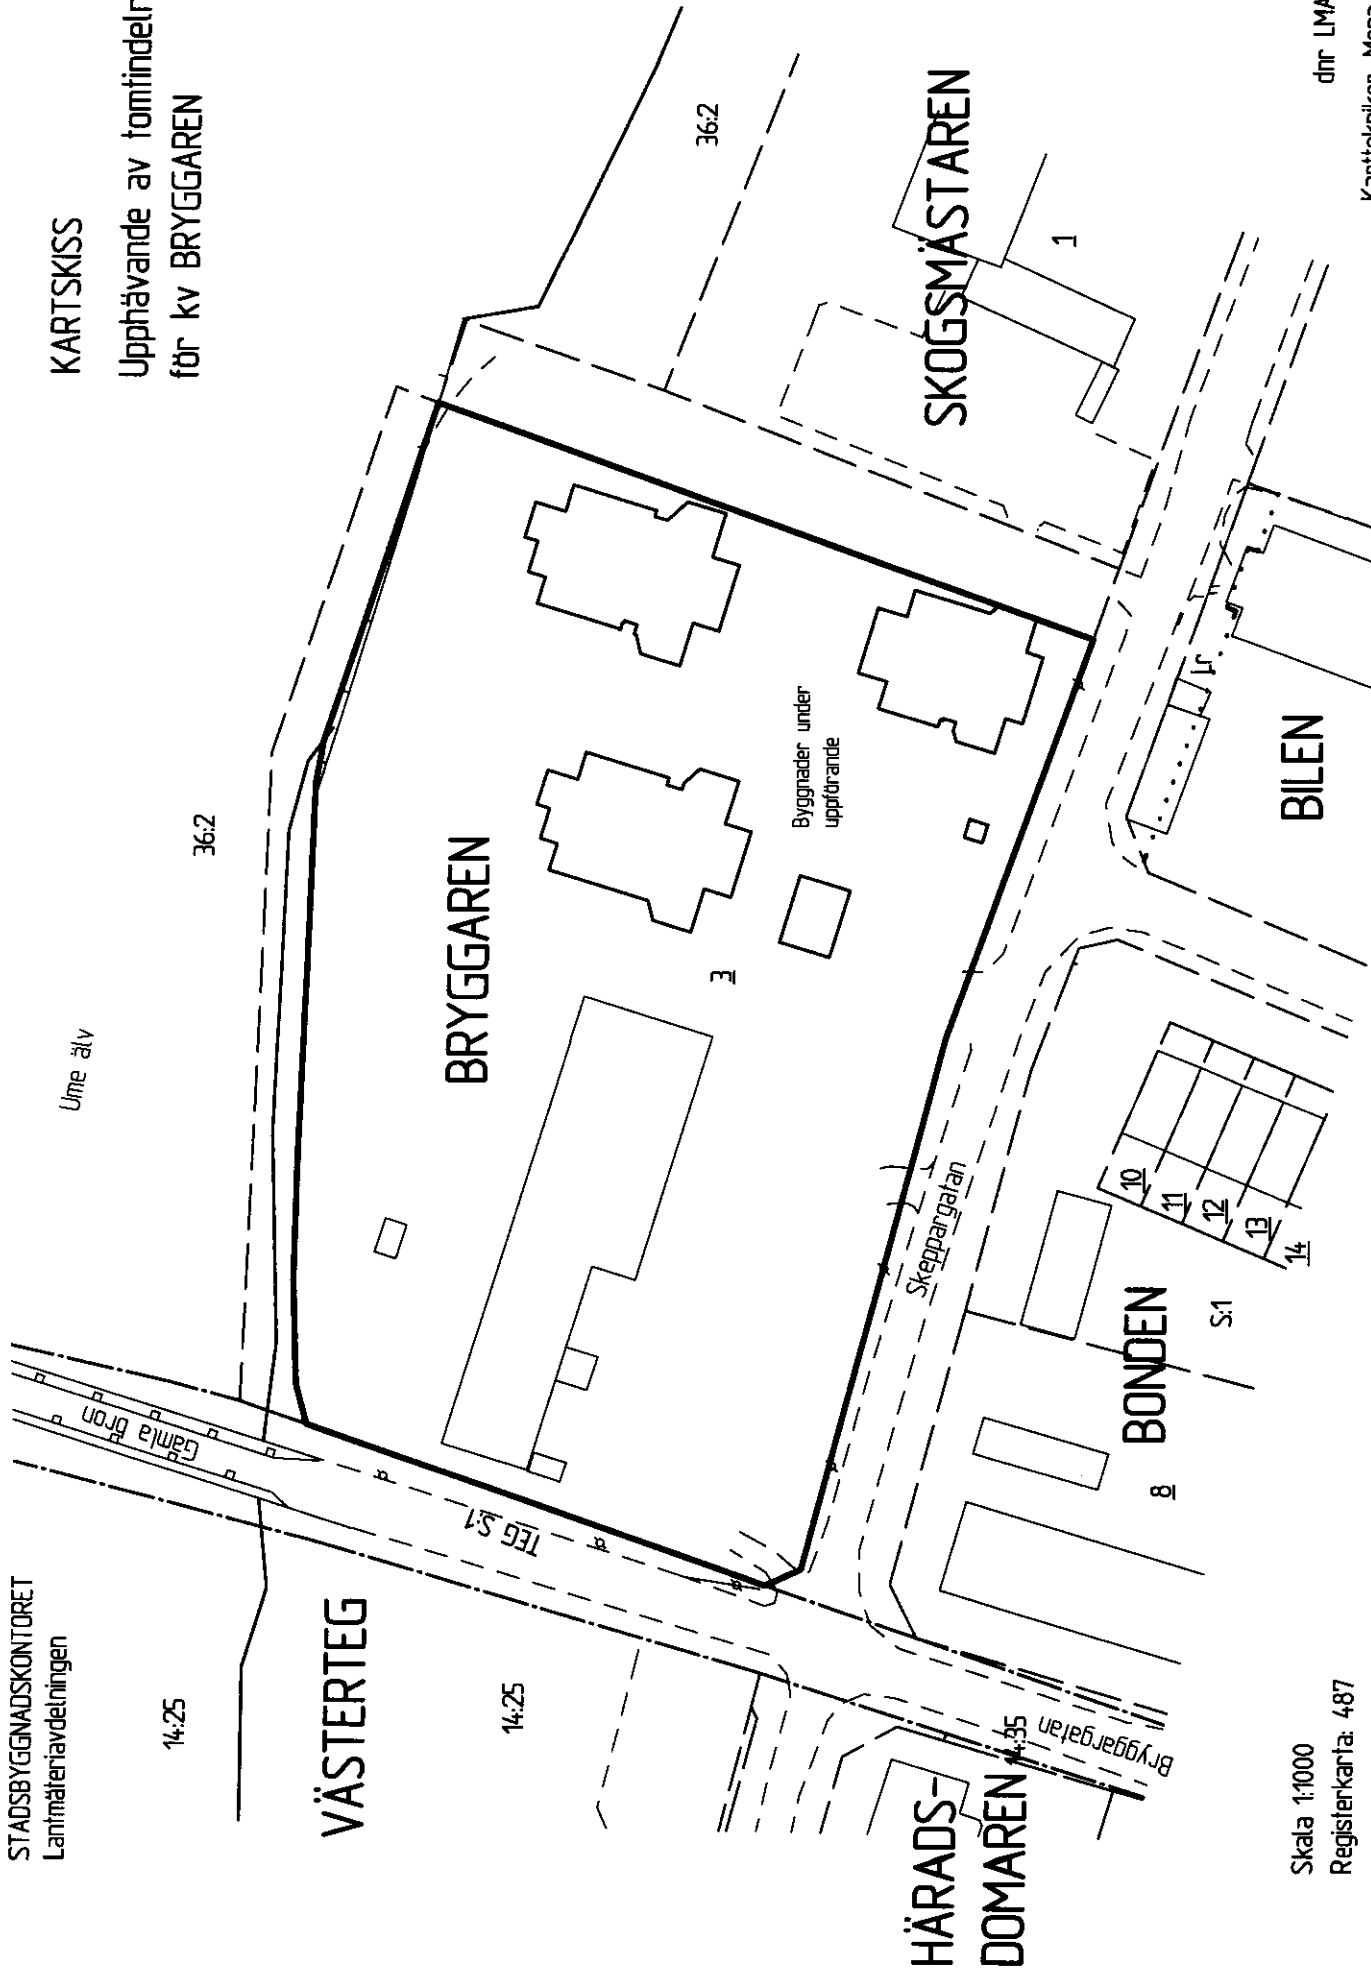 STADSBYGGNADSKONTORET
Lantmäteriavdelningen
KARTSKISS
Upphävande av
för kv BRYGGAREN
Ume älv
14:25
36:2
36:2
VÄSTERTEG
14:25
Gamla bron
TEG S:1
BRYGGAREN
3
Byggnader under
uppförande
SKOGSMÄSTAREN
1
Skeppargatan
HÄRADS-
DOMAREN
14:35
Bryggargatan
BONDEN
8
S:1
10
11
12
13
14
BILEN
Skala 1:1000
Registerkarta: 487
dnr